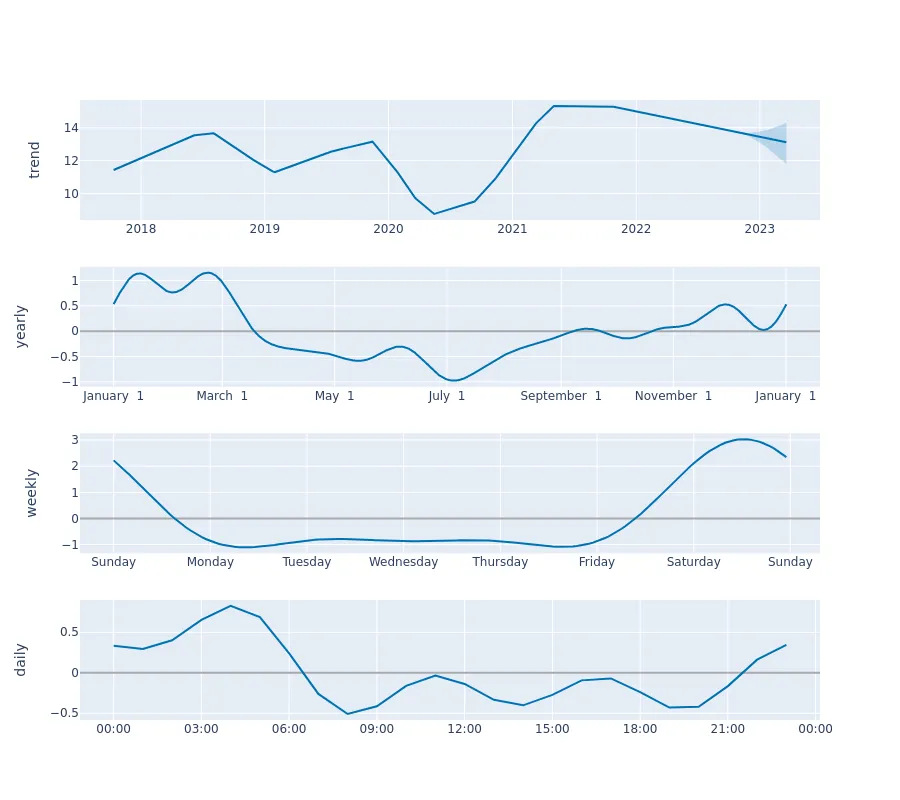 trend
14
12
10
2018 2019 2020 2021 2022 2023
yearly
1
0.5
0
−0.5
−1
January 1 March 1 May 1 July 1 September 1 November 1 January 1
weekly
3
2
1
0
−1
Sunday Monday Tuesday Wednesday Thursday Friday Saturday Sunday
daily
0.5
0
−0.5
00:00 03:00 06:00 09:00 12:00 15:00 18:00 21:00 00:00